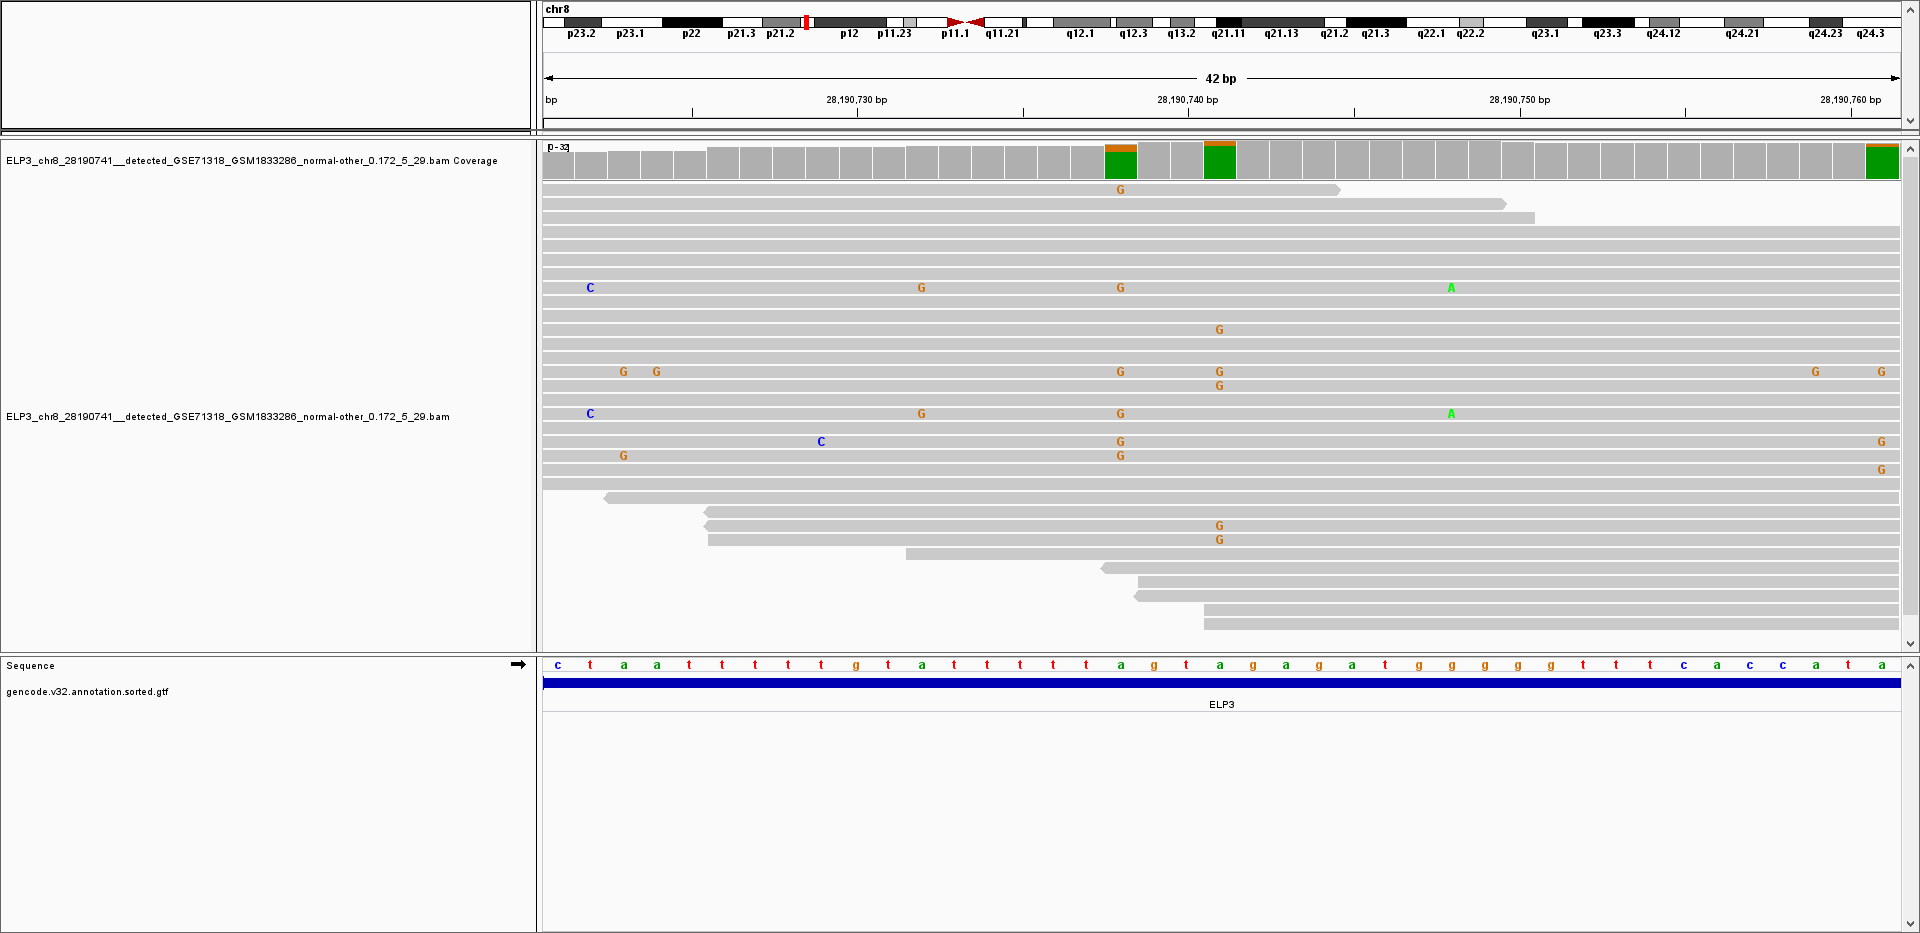 chr8
p23.2 p23.1 p22 p21.3 p21.2 p12 p11.23 p11.1 q11.21 q12.1 q12.3 q13.2 q21.11 q21.13 q21.2 q21.3 q22.1 q22.2 q23.1 q23.3 q24.12 q24.21 q24.23 q24.3
42 bp
bp 28,190,730 bp 28,190,740 bp 28,190,750 bp 28,190,760 bp
[0-32]
ELP3_chr8_28190741__detected_GSE71318_GSM1833286_normal-other_0.172_5_29.bam Coverage
G
C G G A
G
G G G G G G
G
C G G A
ELP3_chr8_28190741__detected_GSE71318_GSM1833286_normal-other_0.172_5_29.bam
C G G
G G
G
G
G
Sequence
c t a a t t t t t g t a t t t t t a g t a g a g a t g g g g g t t t c a c c a t a
gencode.v32.annotation.sorted.gtf
ELP3